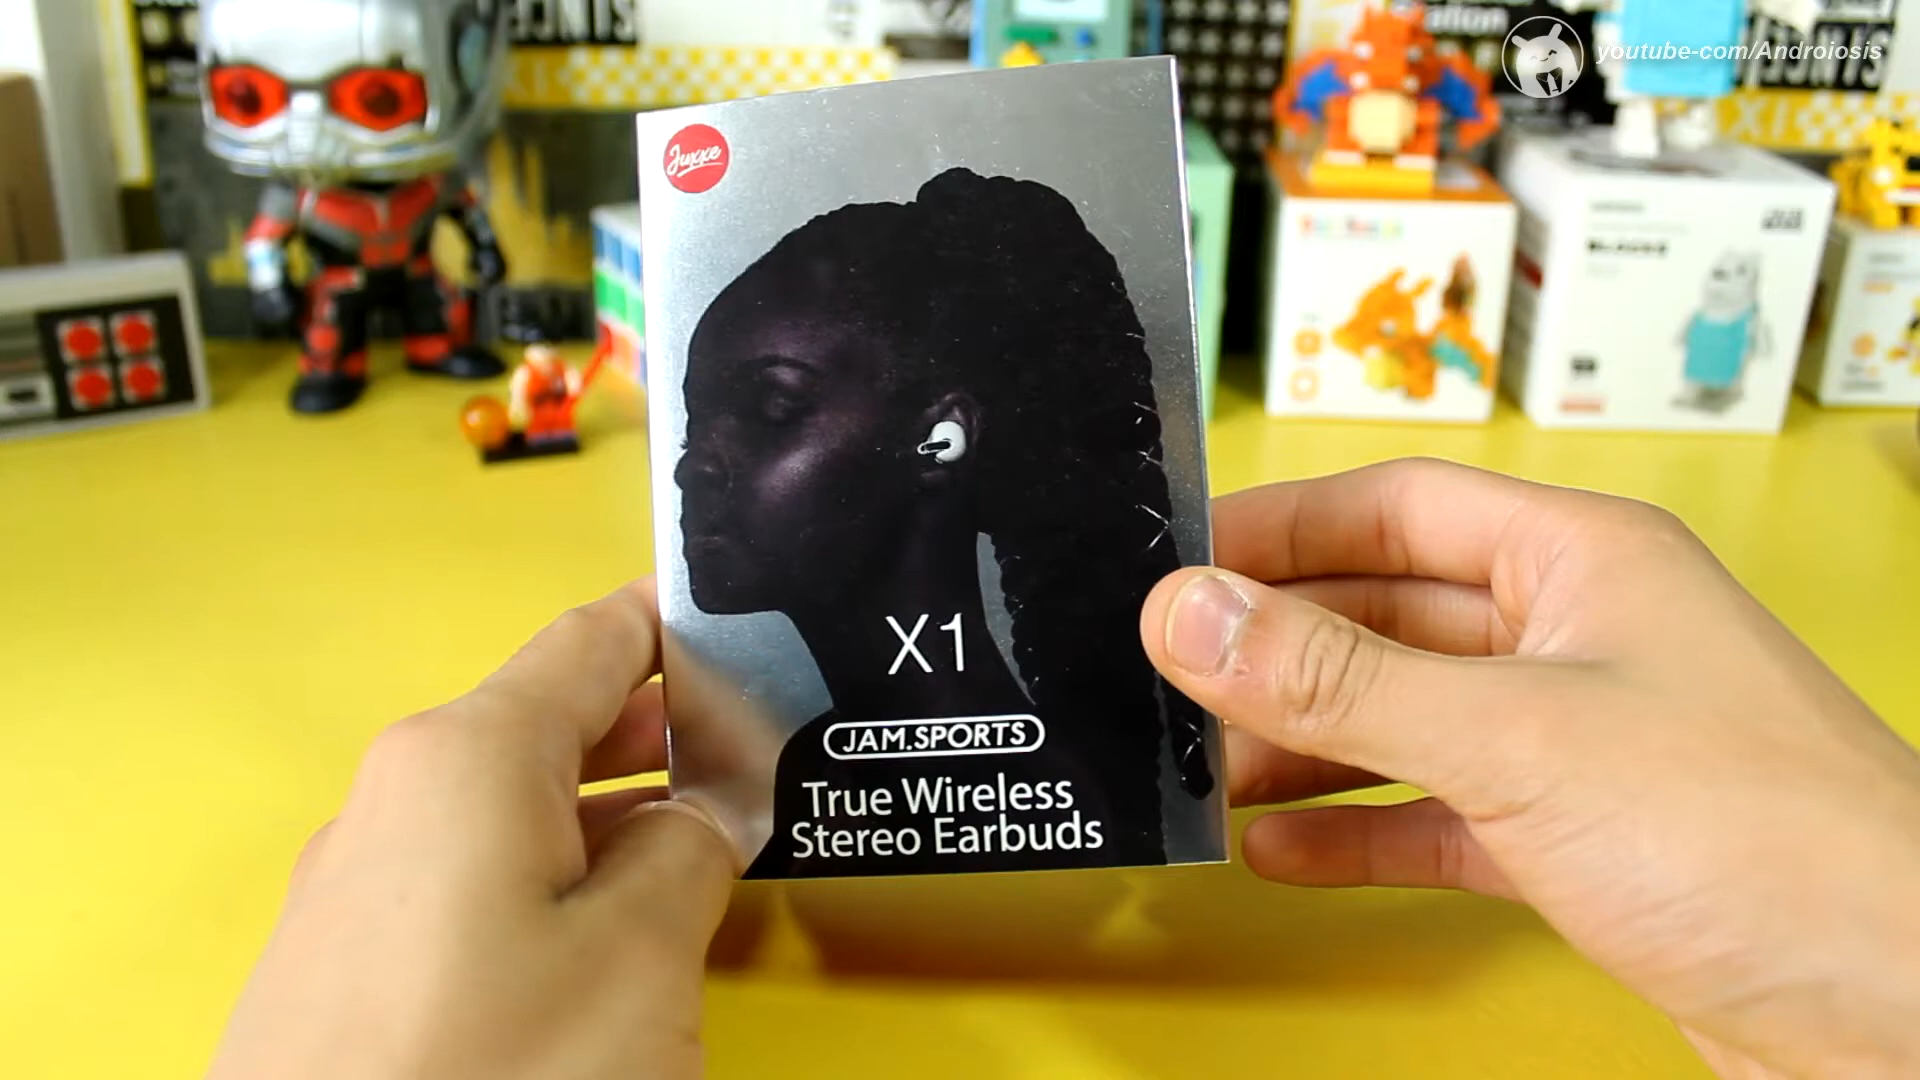 youtube-com/Androiosis
Juxxe
X1
JAM.SPORTS
True Wireless
Stereo Earbuds